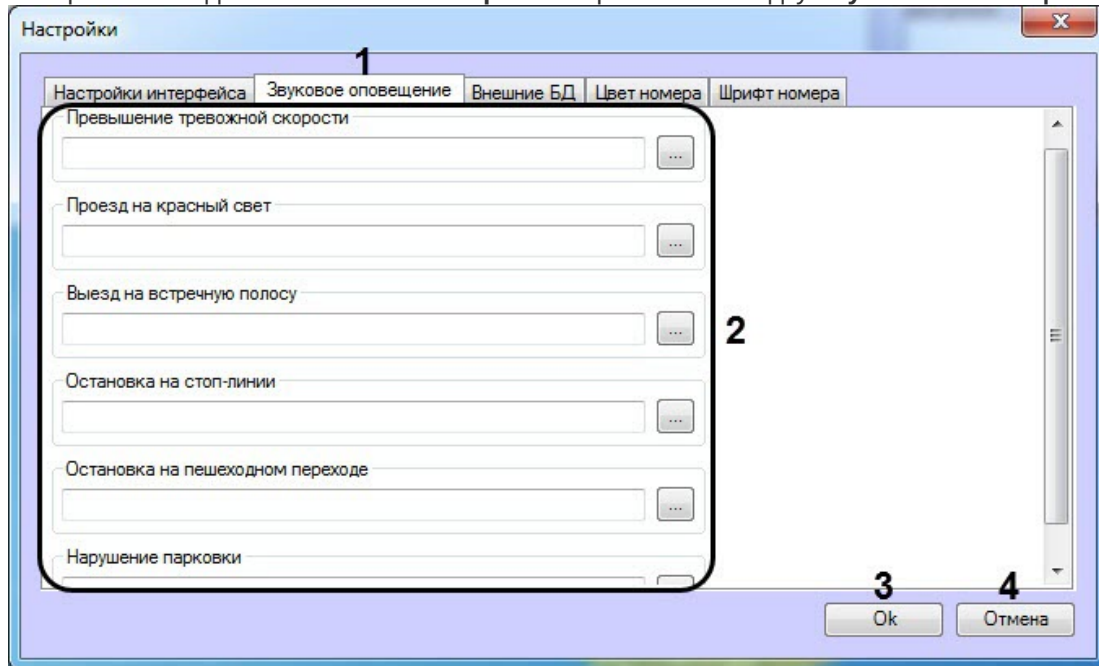 Настройки
1
Настройки интерфейса Звуковое оповещение Внешние БД Цвет номера Шрифт номера
Превышение тревожной скорости
...
Проезд на красный свет
...
Выезд на встречную полосу
...
2
Остановка на стоп-линии
...
Остановка на пешеходном переходе
...
Нарушение парковки
3 4
Ok Отмена